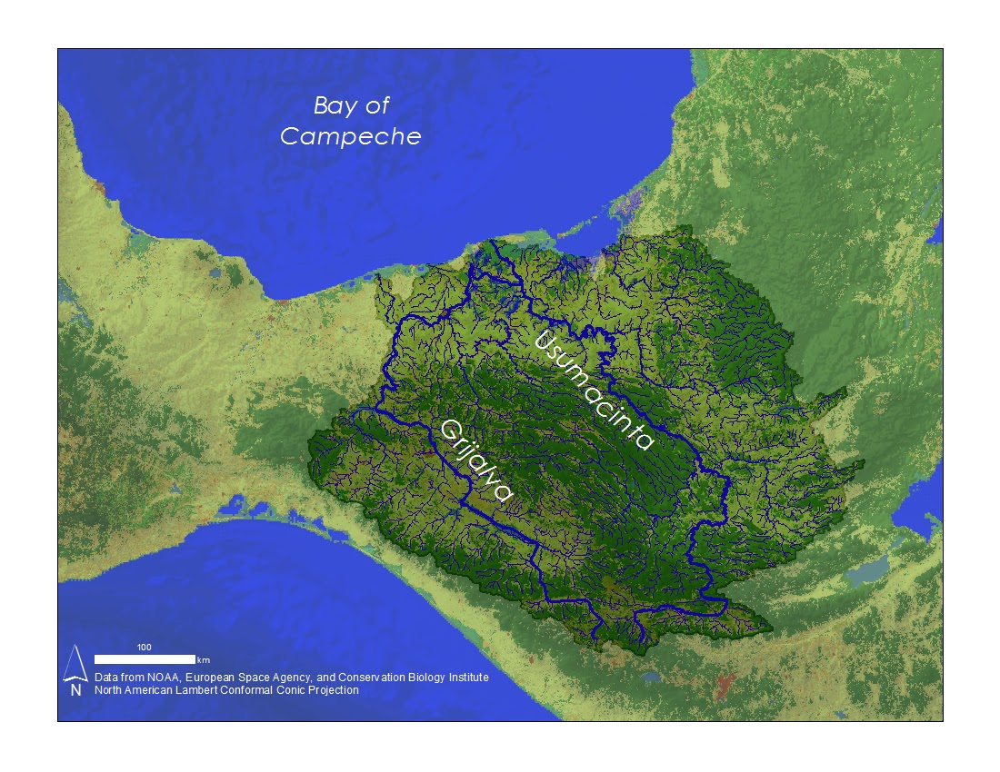 Bay of
Campeche
Usumacinta
Grijalva
100
km
N
Data from NOAA, European Space Agency, and Conservation Biology Institute
North American Lambert Conformal Conic Projection